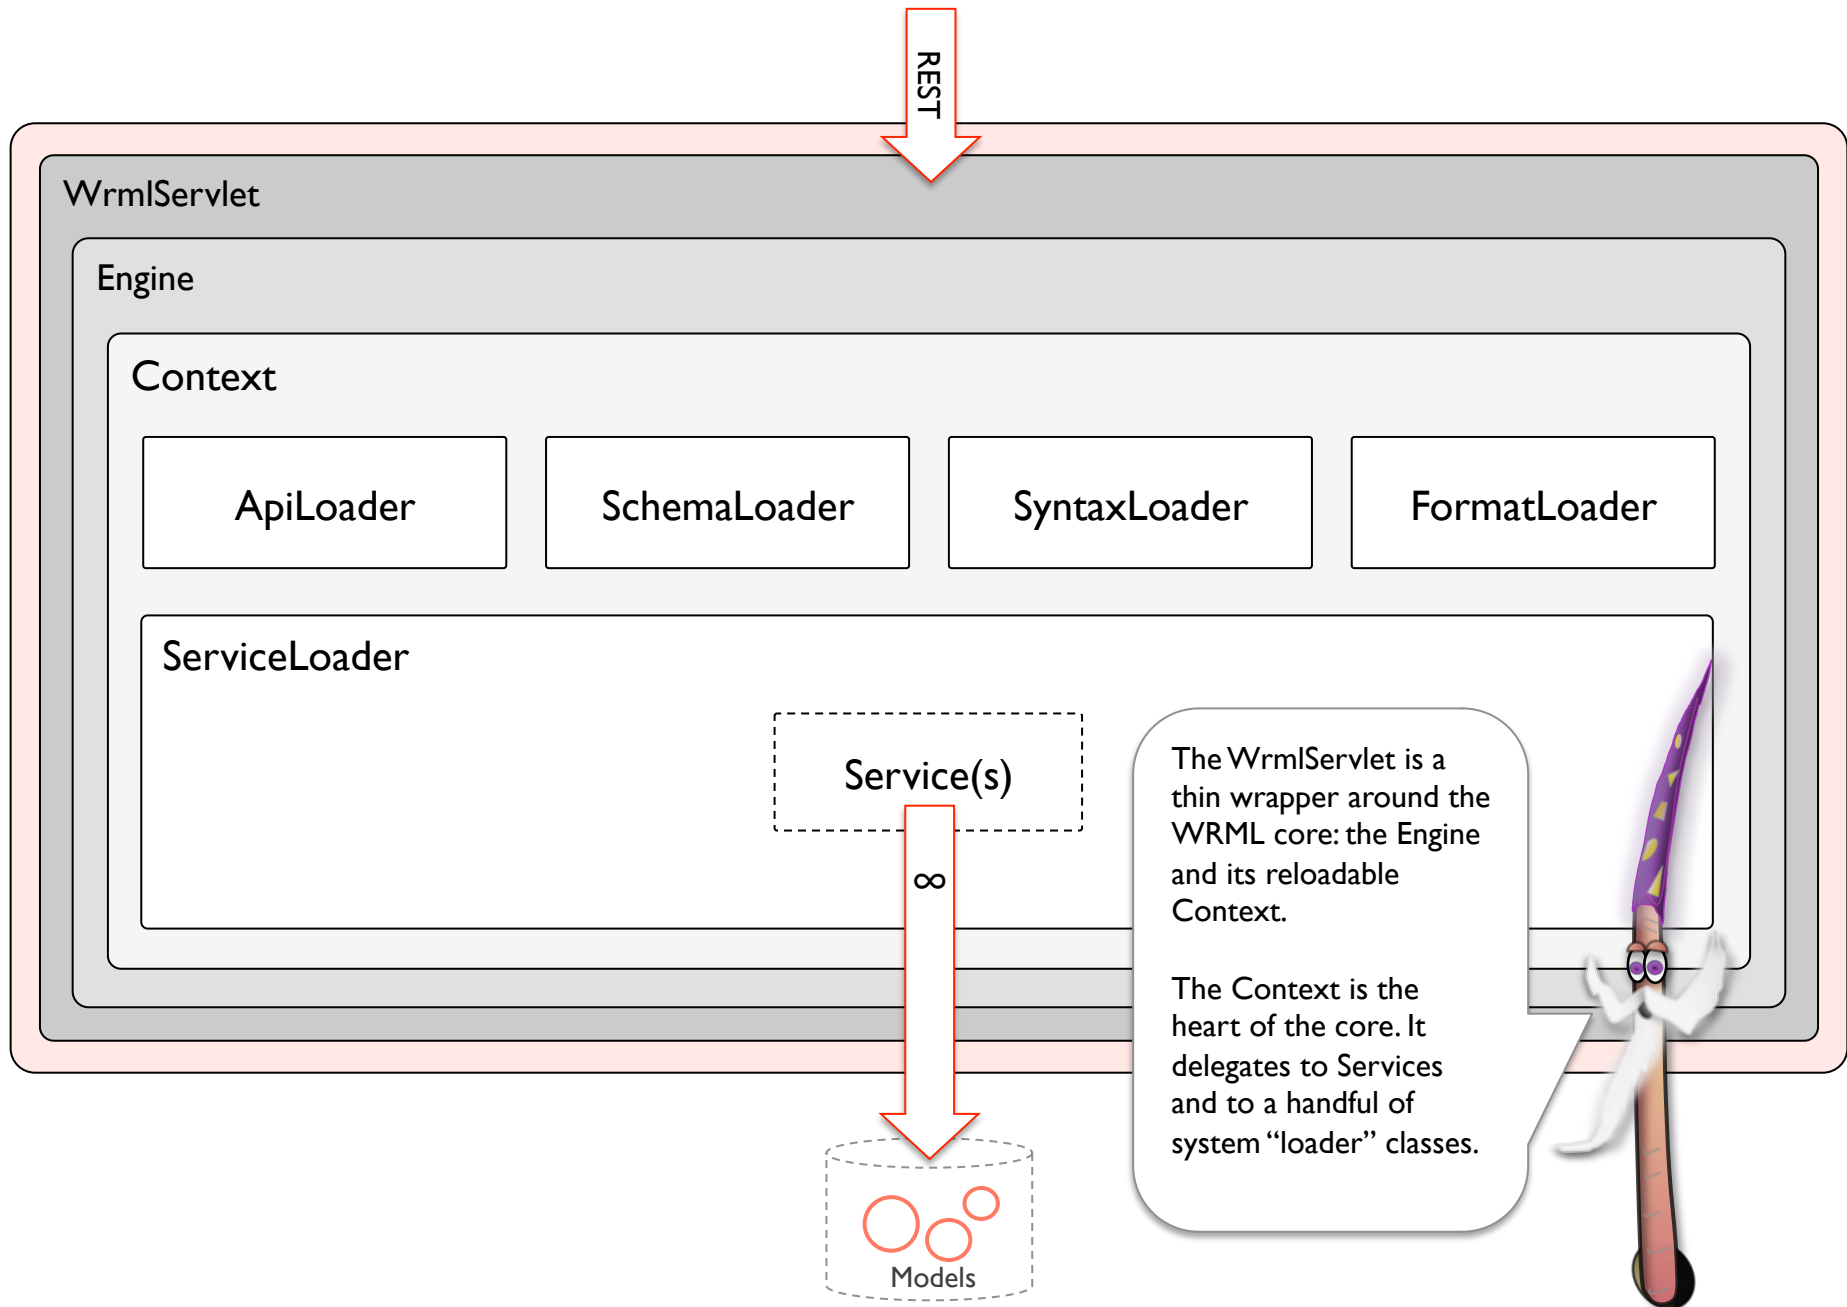 REST
WrmlServlet
Engine
Context
ApiLoader
SchemaLoader
SyntaxLoader
FormatLoader
ServiceLoader
Service(s)
∞
The WrmlServlet is a
thin wrapper around the
WRML core: the Engine
and its reloadable
Context.
The Context is the
heart of the core. It
delegates to Services
and to a handful of
system “loader” classes.
Models